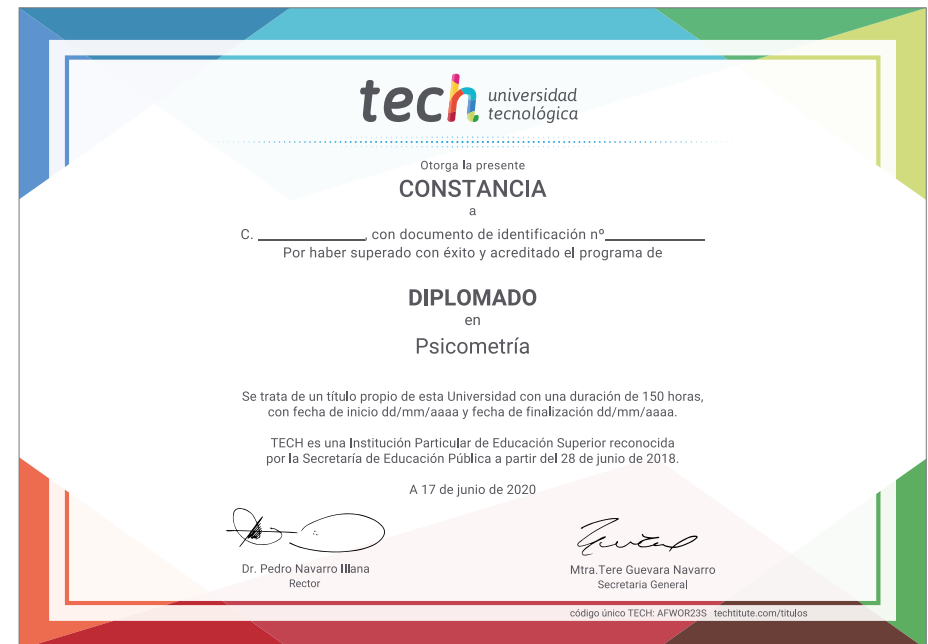 tech universidad
tecnológica
Otorga la presente
CONSTANCIA
a
C. ______________, con documento de identificación nº_____________
Por haber superado con éxito y acreditado el programa de
DIPLOMADO
en
Psicometría
Se trata de un título propio de esta Universidad con una duración de 150 horas,
con fecha de inicio dd/mm/aaaa y fecha de finalización dd/mm/aaaa.
TECH es una Institución Particular de Educación Superior reconocida
por la Secretaría de Educación Pública a partir del 28 de junio de 2018.
A 17 de junio de 2020
Dr. Pedro Navarro Illana
Rector
Mtra.Tere Guevara Navarro
Secretaria General
código único TECH: AFWOR23S techtitute.com/titulos